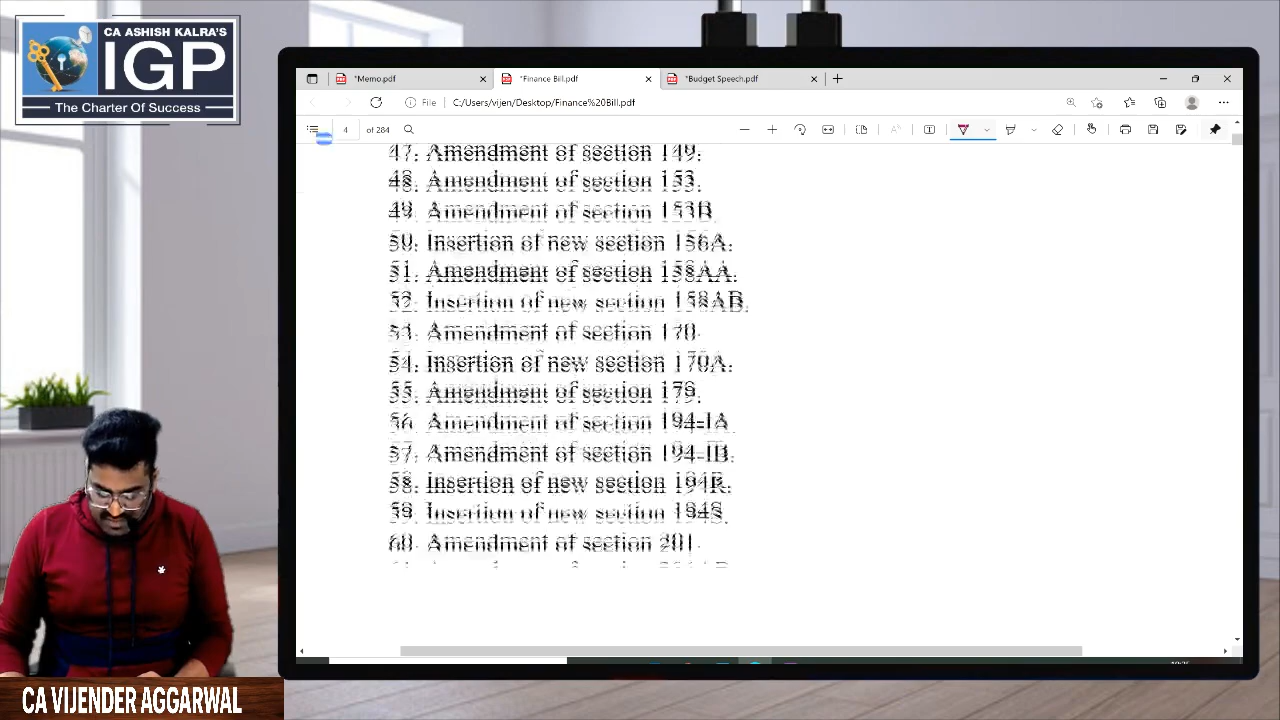 CA ASHISH KALRA'S
IGP
The Charter Of Success
*Memo.pdf
*Finance Bill.pdf
*Budget Speech.pdf
File
C:/Users/vijen/Desktop/Finance%20Bill.pdf
4 of 284
47. Amendment of section 149.
48. Amendment of section 153.
49. Amendment of section 153B.
50. Insertion of new section 156A.
51. Amendment of section 158AA.
52. Insertion of new section 158AB.
53. Amendment of section 170.
54. Insertion of new section 170A.
55. Amendment of section 179.
56. Amendment of section 194-IA.
57. Amendment of section 194-IB.
58. Insertion of new section 194R.
59. Insertion of new section 194S.
60. Amendment of section 201.
CA VIJENDER AGGARWAL